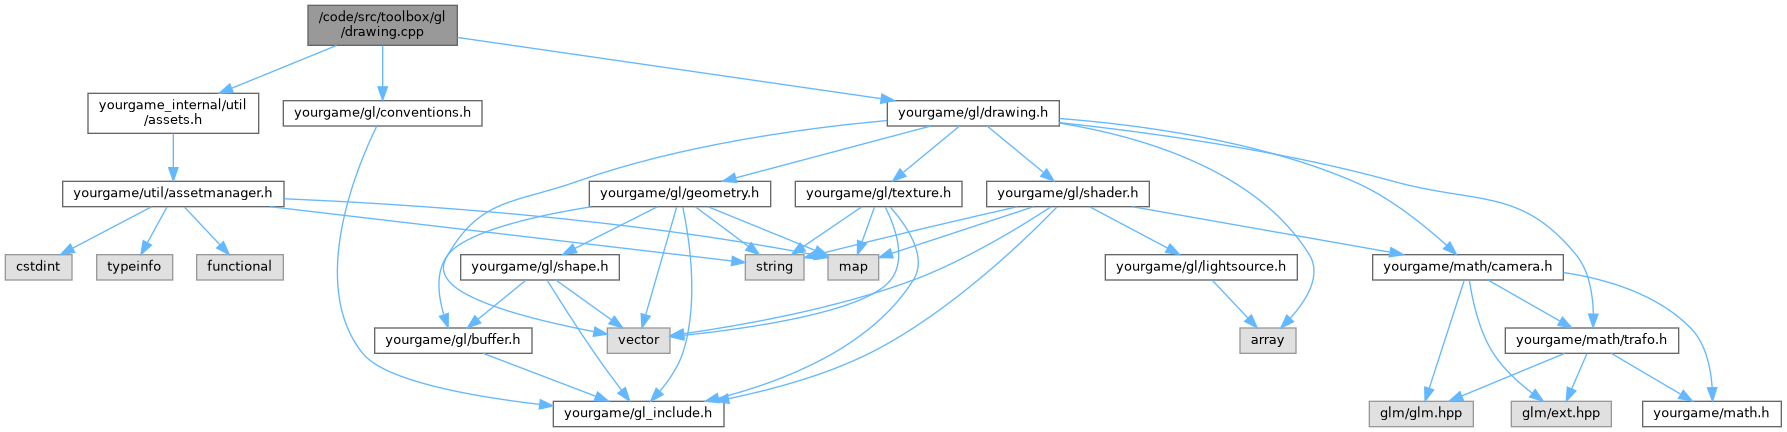 /code/src/toolbox/gl
/drawing.cpp
yourgame_internal/util
/assets.h
yourgame/gl/conventions.h
yourgame/gl/drawing.h
yourgame/util/assetmanager.h
yourgame/gl/geometry.h
yourgame/gl/texture.h
yourgame/gl/shader.h
cstdint
typeinfo
functional
yourgame/gl/shape.h
string
map
yourgame/gl/lightsource.h
yourgame/math/camera.h
yourgame/gl/buffer.h
vector
array
yourgame/math/trafo.h
yourgame/gl_include.h
glm/glm.hpp
glm/ext.hpp
yourgame/math.h